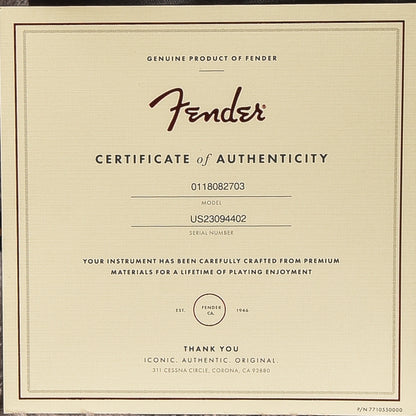 GENUINE PRODUCT OF FENDER
Fender
CERTIFICATE of AUTHENTICITY
0118082703
MODEL
US23094402
SERIAL NUMBER
YOUR INSTRUMENT HAS BEEN CAREFULLY CRAFTED FROM PREMIUM
MATERIALS FOR A LIFETIME OF PLAYING ENJOYMENT
EST. FENDER CA. 1946
THANK YOU
ICONIC. AUTHENTIC. ORIGINAL.
311 CESSNA CIRCLE, CORONA, CA 92880
P/N 7710550000